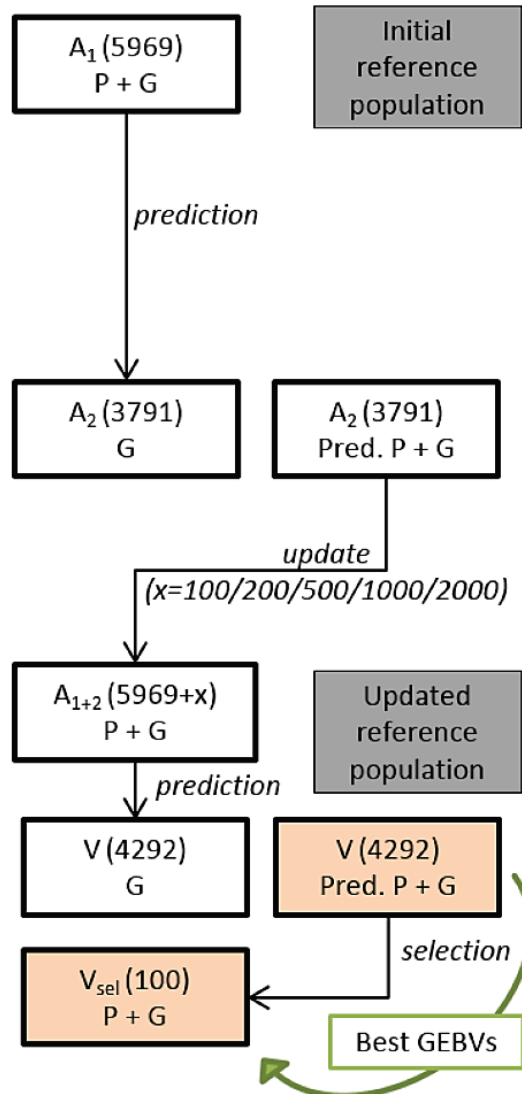 A₁ (5969)
P + G
Initial
reference
population
prediction
A₂ (3791)
G
A₂ (3791)
Pred. P + G
update
(x=100/200/500/1000/2000)
A₁₊₂ (5969+x)
P + G
Updated
reference
population
prediction
V (4292)
G
V (4292)
Pred. P + G
selection
Vsel (100)
P + G
Best GEBVs